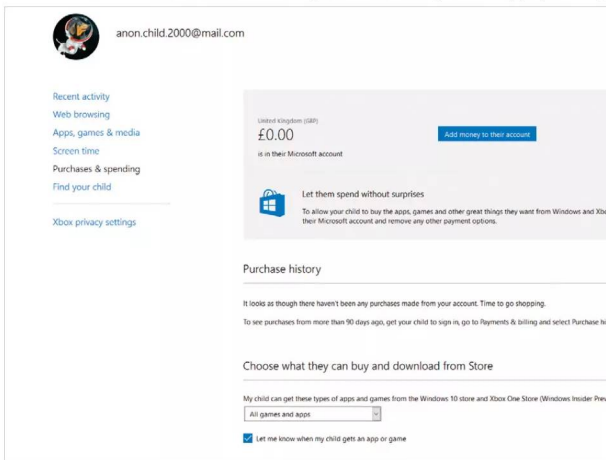 anon.child.2000@mail.com
Recent activity
Web browsing
Apps, games & media
Screen time
Purchases & spending
Find your child
Xbox privacy settings
United Kingdom (GBP)
£0.00
Add money to their account
is in their Microsoft account
Let them spend without surprises
To allow your child to buy the apps, games and other great things they want from Windows and Xbo
their Microsoft account and remove any other payment options.
Purchase history
It looks as though there haven't been any purchases made from your account. Time to go shopping.
To see purchases from more than 90 days ago, get your child to sign in, go to Payments & billing and select Purchase hi
Choose what they can buy and download from Store
My child can get these types of apps and games from the Windows 10 store and Xbox One Store (Windows Insider Prev
All games and apps
Let me know when my child gets an app or game